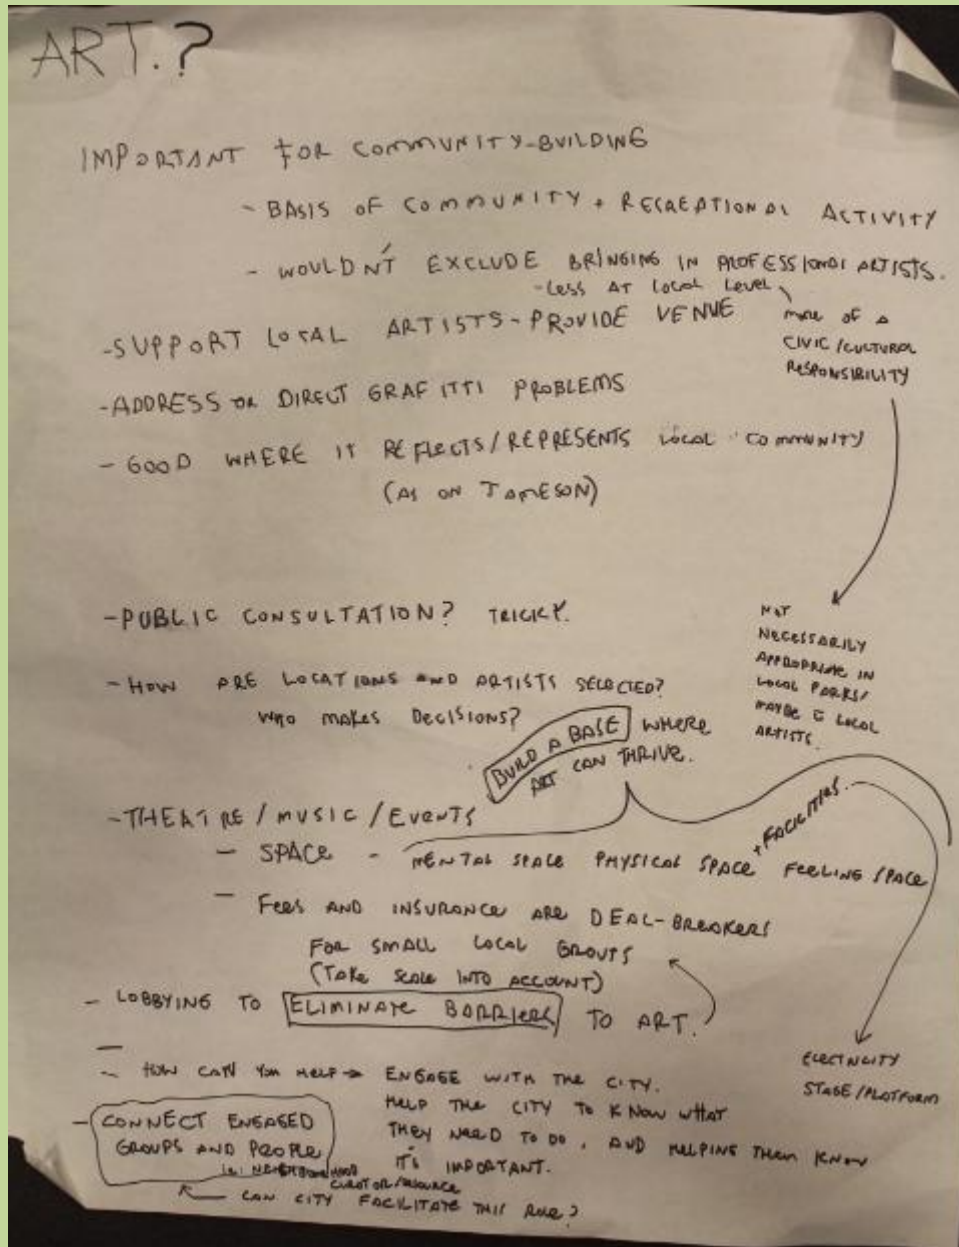 ART.?
IMPORTANT FOR COMMUNITY-BUILDING
- BASIS OF COMMUNITY + RECREATIONAL ACTIVITY
- WOULDN'T EXCLUDE BRINGING IN PROFESSIONAL ARTISTS.
- LESS AT LOCAL LEVEL
MORE OF A
CIVIC/CULTURAL
RESPONSIBILITY
- SUPPORT LOCAL ARTISTS - PROVIDE VENUE
- ADDRESS OR DIRECT GRAFITTI PROBLEMS
- GOOD WHERE IT REFLECTS/REPRESENTS LOCAL COMMUNITY
(AS ON JAMESON)
NOT
NECESSARILY
APPROPRIATE IN
LOCAL PARKS/
MAYBE LOCAL
ARTISTS.
- PUBLIC CONSULTATION? TRICKY.
- HOW ARE LOCATIONS AND ARTISTS SELECTED?
WHO MAKES DECISIONS?
BUILD A BASE WHERE
ART CAN THRIVE.
- THEATRE/MUSIC/EVENTS
- SPACE - MENTAL SPACE PHYSICAL SPACE + FACILITIES FEELING SPACE
- FEES AND INSURANCE ARE DEAL-BREAKERS
FOR SMALL LOCAL GROUPS
(TAKE SCALE INTO ACCOUNT)
- LOBBYING TO ELIMINATE BARRIERS TO ART.
ELECTRICITY
STAGE/PLATFORM
- HOW CAN YOU HELP → ENGAGE WITH THE CITY.
HELP THE CITY TO KNOW WHAT
THEY NEED TO DO, AND HELPING THEM KNOW
IT'S IMPORTANT.
- CONNECT ENGAGED
GROUPS AND PEOPLE
NEIGHBOURHOOD
CURATOR/
CAN CITY FACILITATE THIS ROLE?